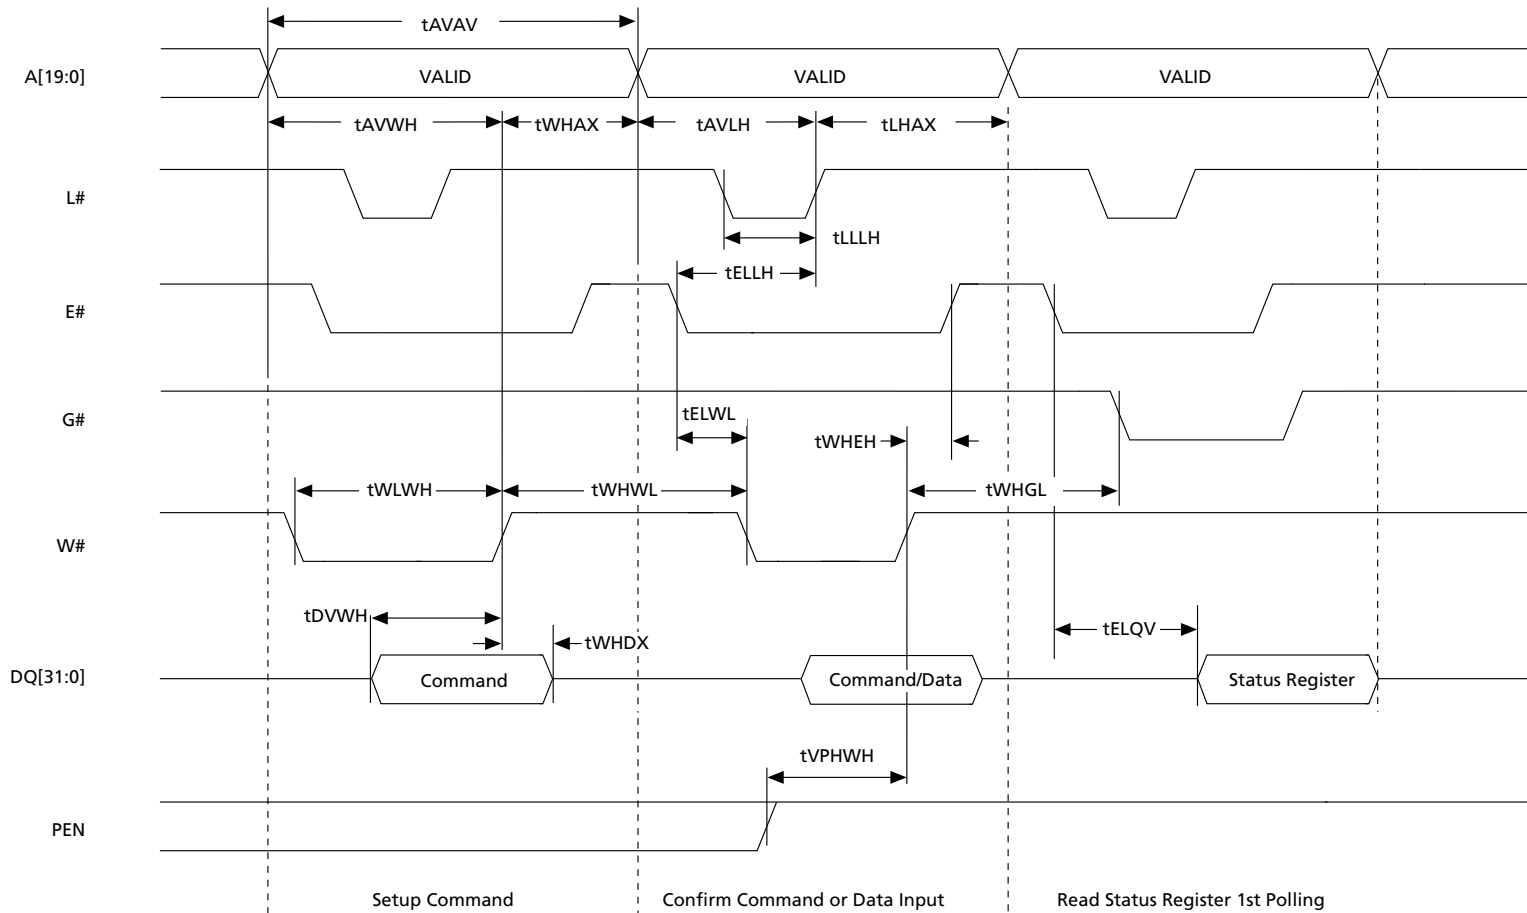 tAVAV
A[19:0]
VALID
VALID
VALID
tAVWH
tWHAX
tAVLH
tLHAX
L#
tLLLH
tELLH
E#
G#
tELWL
tWHEH
tWLWH
tWHWL
tWHGL
W#
tDVWH
tWHDX
tELQV
DQ[31:0]
Command
Command/Data
Status Register
tVPHWH
PEN
Setup Command
Confirm Command or Data Input
Read Status Register 1st Polling